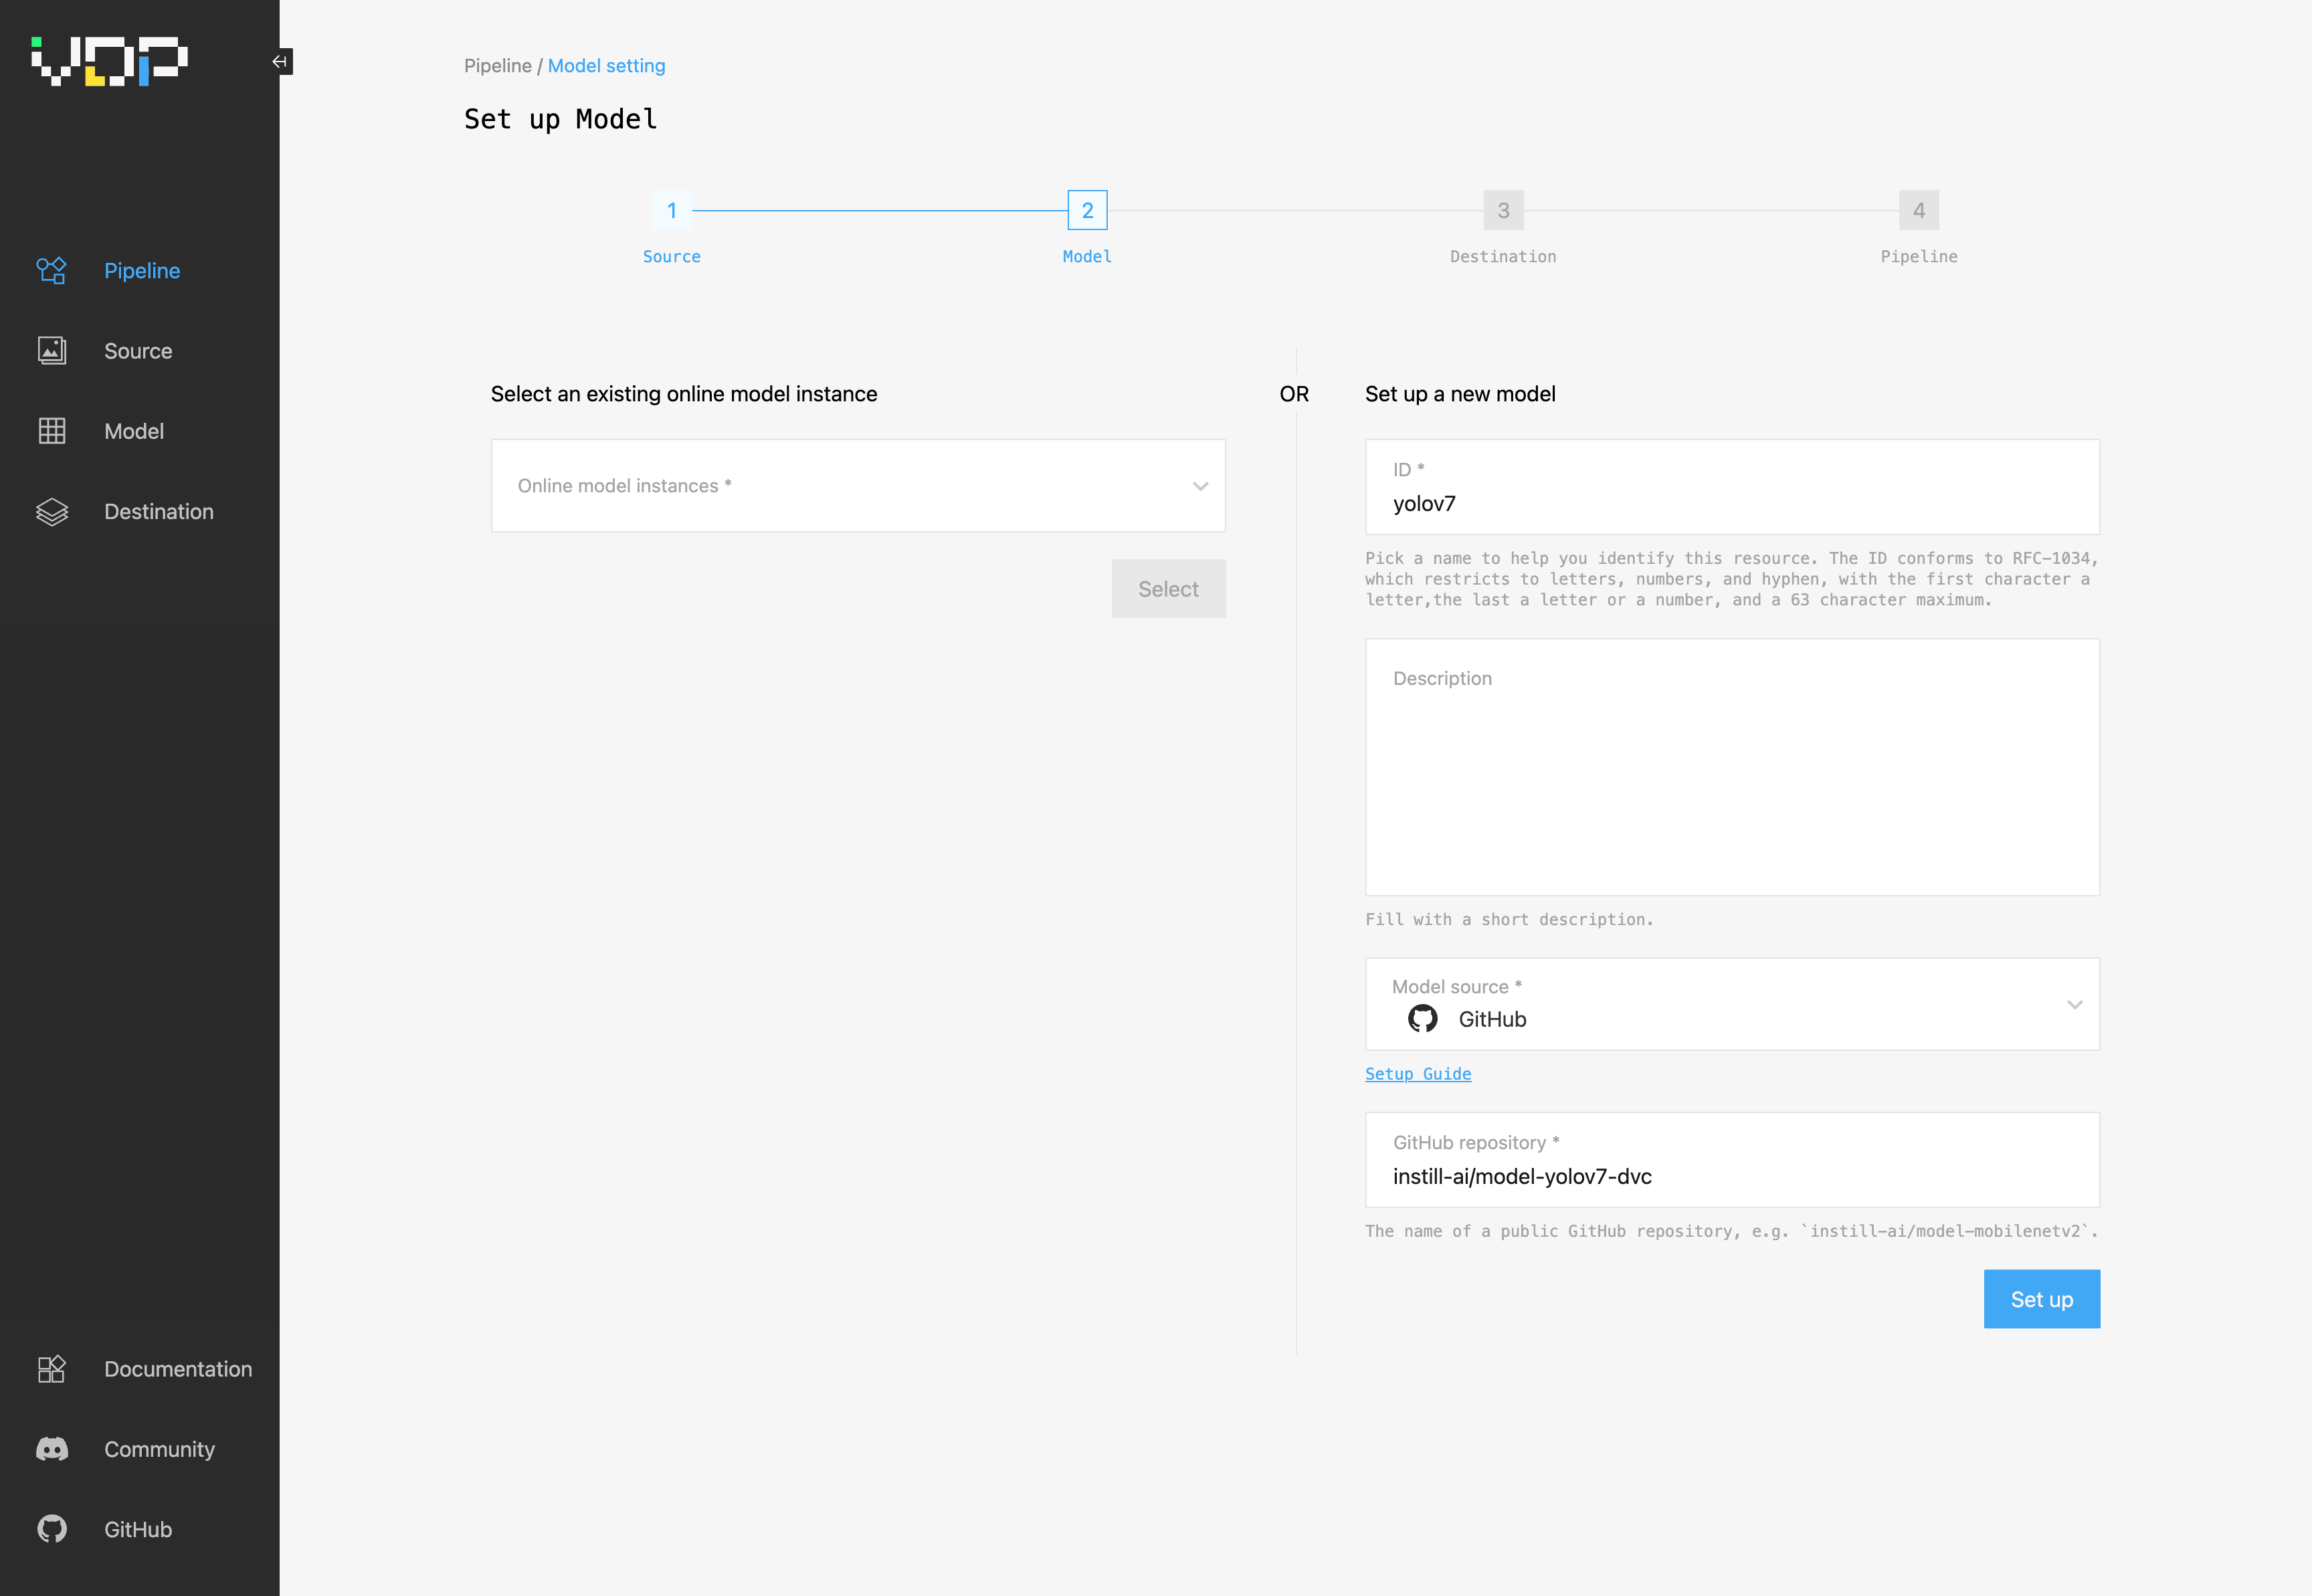 VDP
Pipeline
Source
Model
Destination
Documentation
Community
GitHub
Pipeline / Model setting
Set up Model
1
2
3
4
Source
Model
Destination
Pipeline
Select an existing online model instance
Online model instances *
Select
OR
Set up a new model
ID *
yolov7
Pick a name to help you identify this resource. The ID conforms to RFC-1034,
which restricts to letters, numbers, and hyphen, with the first character a
letter,the last a letter or a number, and a 63 character maximum.
Description
Fill with a short description.
Model source *
GitHub
Setup Guide
GitHub repository *
instill-ai/model-yolov7-dvc
The name of a public GitHub repository, e.g. `instill-ai/model-mobilenetv2`.
Set up